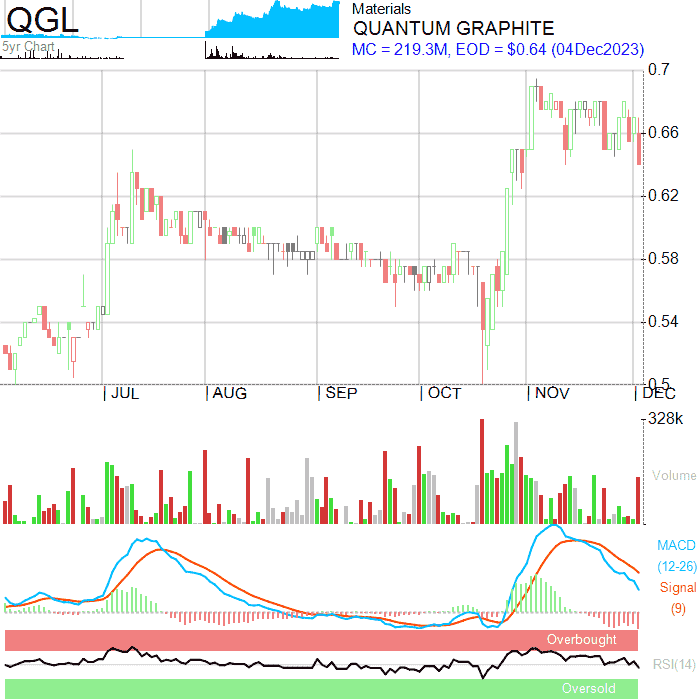 QGL
5yr Chart
Materials
QUANTUM GRAPHITE
MC = 219.3M, EOD = $0.64 (04Dec2023)
0.7
0.66
0.62
0.58
0.54
0.5
JUL
AUG
SEP
OCT
NOV
DEC
328k
Volume
MACD
(12-26)
Signal
(9)
Overbought
RSI(14)
Oversold